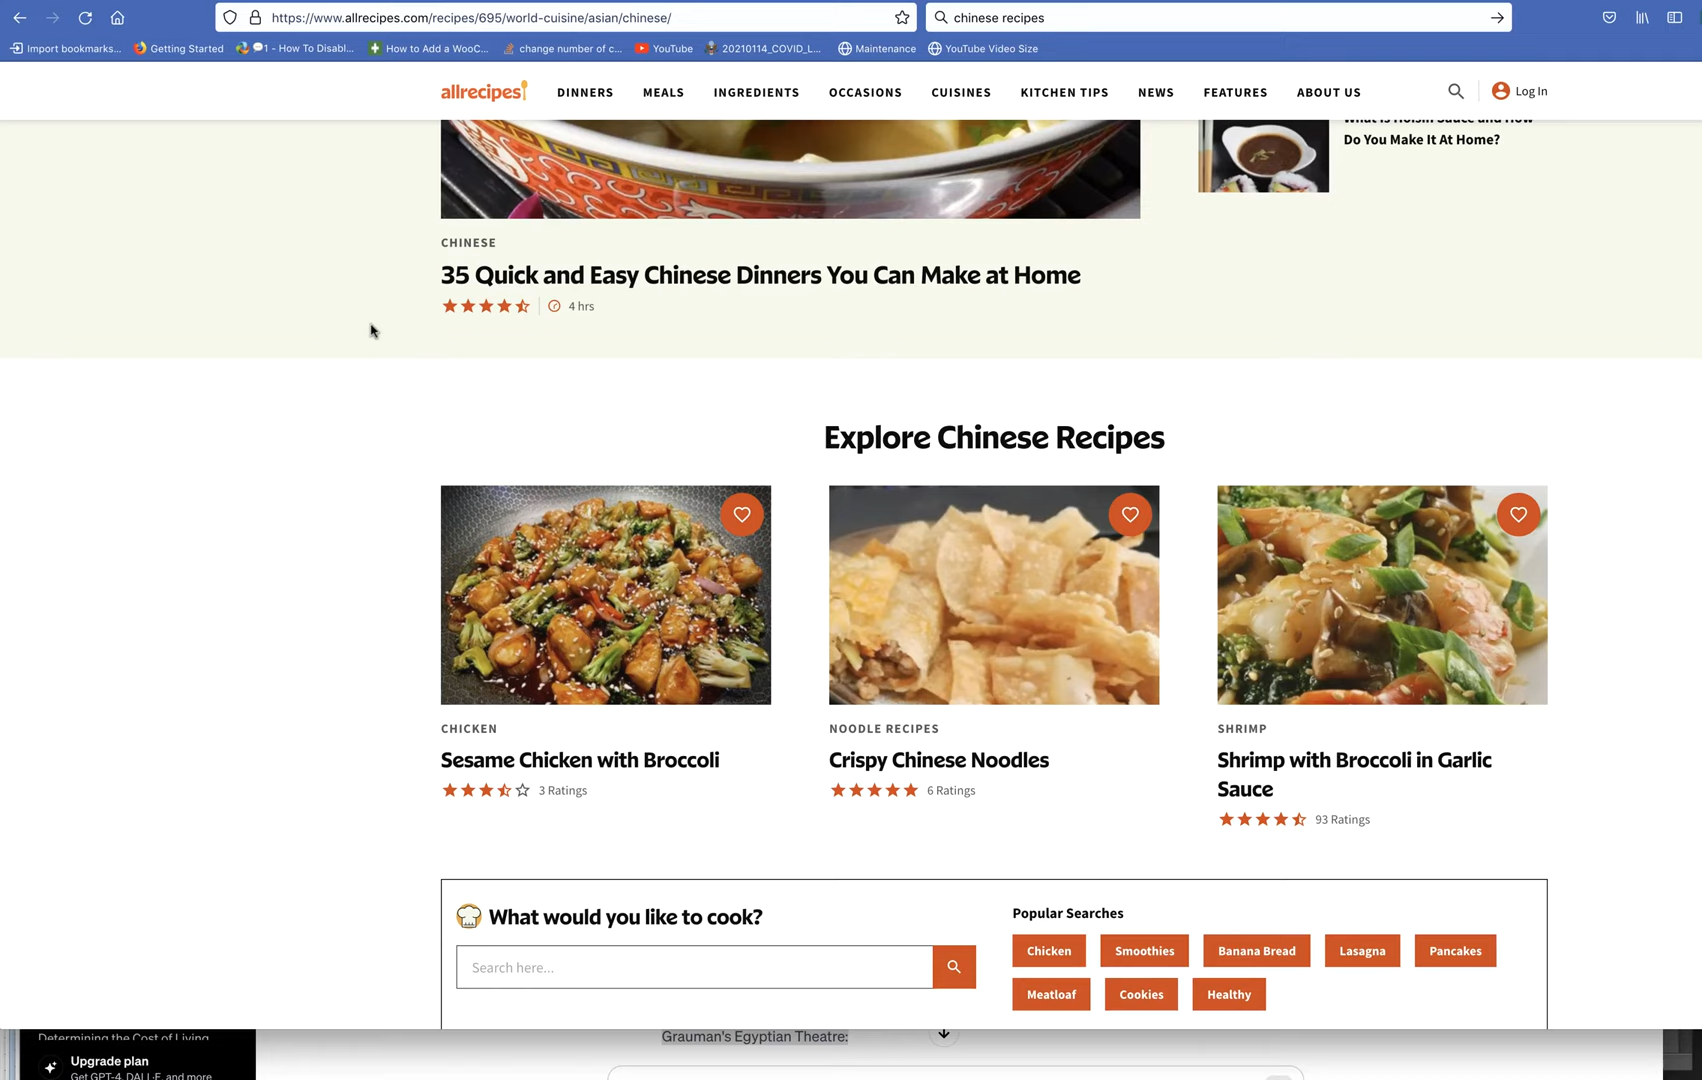 https://www.allrecipes.com/recipes/695/world-cuisine/asian/chinese/
chinese recipes
Import bookmarks...
Getting Started
1 - How To Disabl...
How to Add a WooC...
change number of c...
YouTube
20210114_COVID_L...
Maintenance
YouTube Video Size
allrecipes
DINNERS
MEALS
INGREDIENTS
OCCASIONS
CUISINES
KITCHEN TIPS
NEWS
FEATURES
ABOUT US
Log In
What is Hoisin Sauce and How
Do You Make It At Home?
CHINESE
35 Quick and Easy Chinese Dinners You Can Make at Home
4 hrs
Explore Chinese Recipes
CHICKEN
Sesame Chicken with Broccoli
3 Ratings
NOODLE RECIPES
Crispy Chinese Noodles
6 Ratings
SHRIMP
Shrimp with Broccoli in Garlic
Sauce
93 Ratings
What would you like to cook?
Search here...
Popular Searches
Chicken
Smoothies
Banana Bread
Lasagna
Pancakes
Meatloaf
Cookies
Healthy
Determining the Cost of Living
Upgrade plan
Get GPT-4, DALL·E, and more
Grauman's Egyptian Theatre: